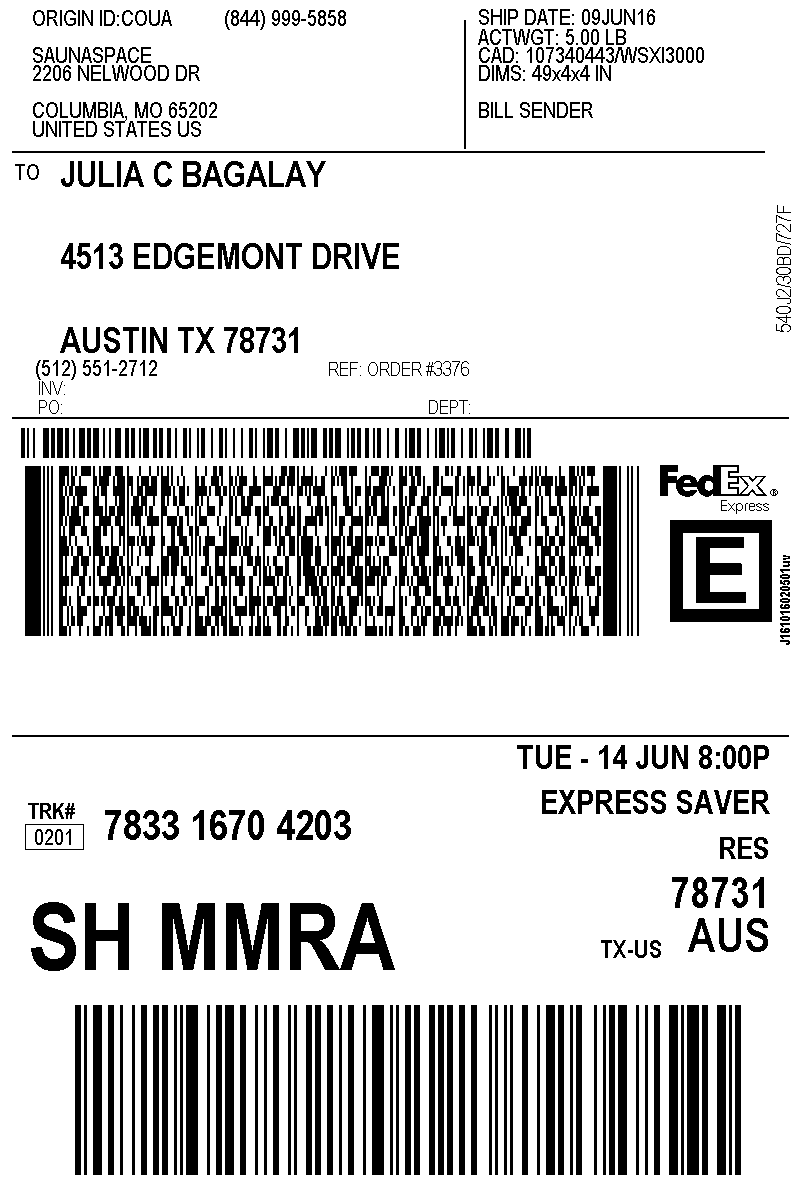 ORIGIN ID:COUA (844) 999-5858
SAUNASPACE
2206 NELWOOD DR
COLUMBIA, MO 65202
UNITED STATES US
SHIP DATE: 09JUN16
ACTWGT: 5.00 LB
CAD: 107340443/WSXI3000
DIMS: 49x4x4 IN
BILL SENDER
TO JULIA C BAGALAY
4513 EDGEMONT DRIVE
AUSTIN TX 78731
(512) 551-2712 REF: ORDER #3376
INV:
PO: DEPT:
540J2/30BD/727F
FedEx®
Express
E
J161016020501uv
TUE - 14 JUN 8:00P
EXPRESS SAVER
TRK#
0201 7833 1670 4203
RES
78731
SH MMRA
TX-US AUS